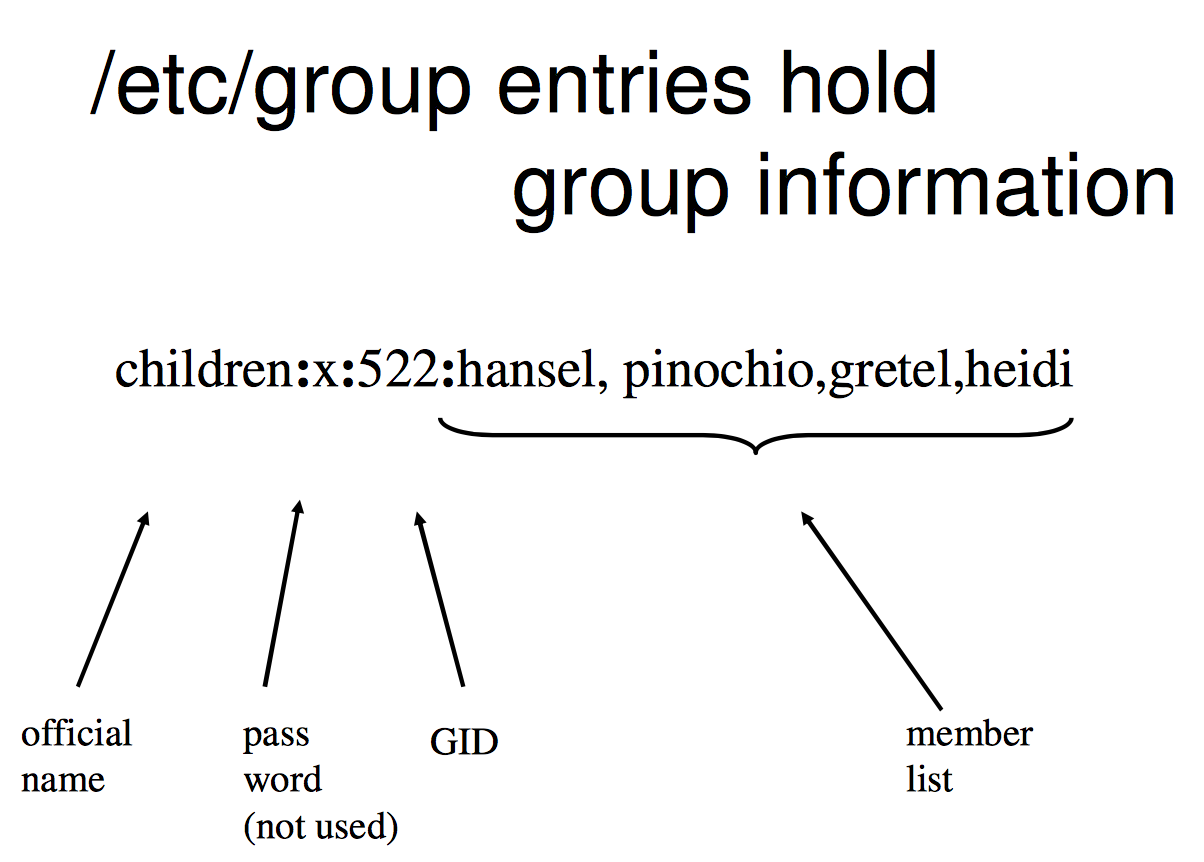 /etc/group entries hold
group information
children:x:522:hansel, pinochio,gretel,heidi
official
name
pass
word
(not used)
GID
member
list